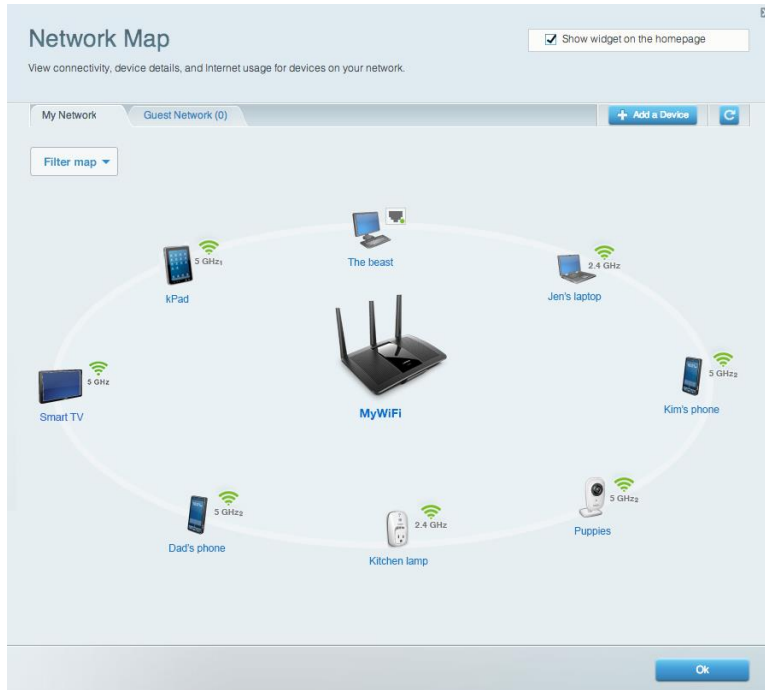 Network Map
Show widget on the homepage
View connectivity, device details, and Internet usage for devices on your network.
My Network
Guest Network (0)
+ Add a Device
Filter map
The beast
5 GHz1
kPad
2.4 GHz
Jen's laptop
MyWiFi
5 GHz
Smart TV
5 GHz2
Kim's phone
5 GHz2
Dad's phone
2.4 GHz
Kitchen lamp
5 GHz2
Puppies
Ok